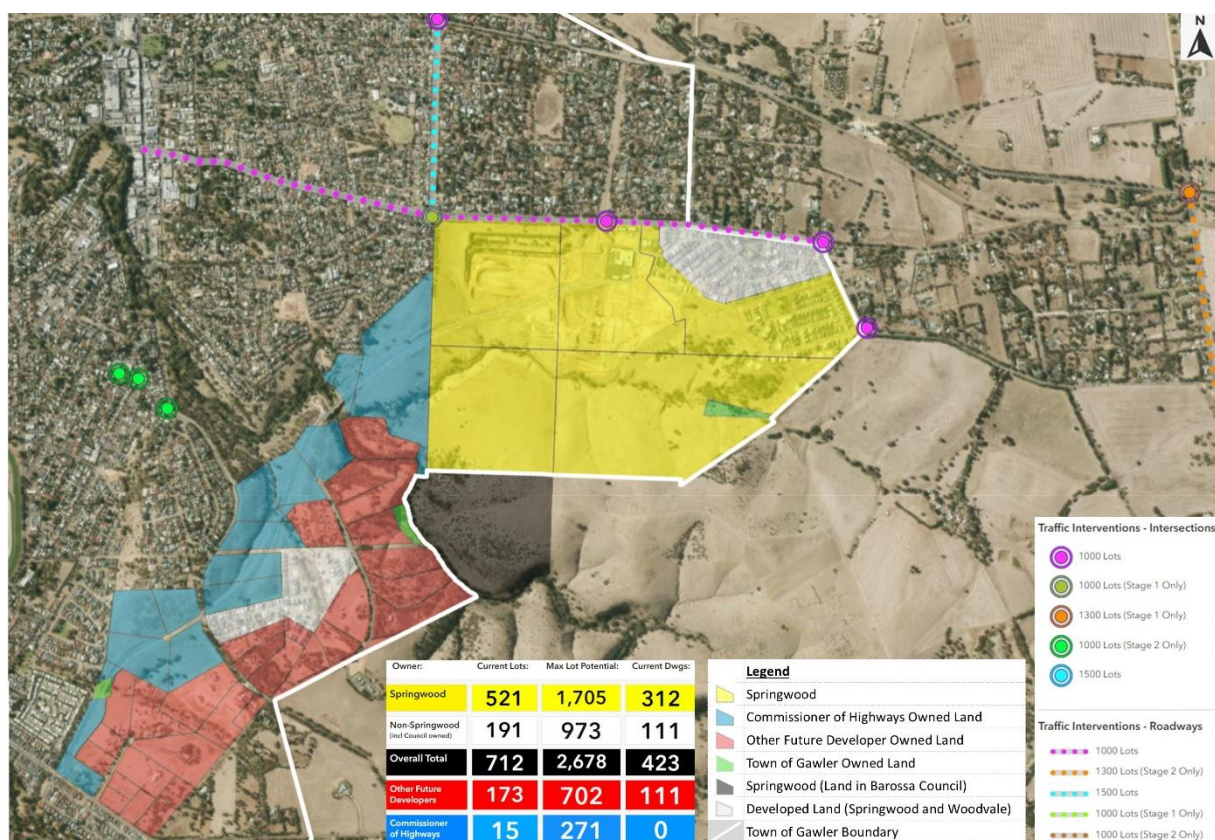 N
Traffic Interventions - Intersections
1000 Lots
1000 Lots (Stage 1 Only)
1300 Lots (Stage 1 Only)
1000 Lots (Stage 2 Only)
1500 Lots
Traffic Interventions - Roadways
1000 Lots
1300 Lots (Stage 2 Only)
1500 Lots
1000 Lots (Stage 1 Only)
1000 Lots (Stage 2 Only)
Owner: Current Lots: Max Lot Potential: Current Dwgs:
Springwood 521 1,705 312
Non-Springwood
(incl Council owned) 191 973 111
Overall Total 712 2,678 423
Other Future
Developers 173 702 111
Commissioner
of Highways 15 271 0
Legend
Springwood
Commissioner of Highways Owned Land
Other Future Developer Owned Land
Town of Gawler Owned Land
Springwood (Land in Barossa Council)
Developed Land (Springwood and Woodvale)
Town of Gawler Boundary